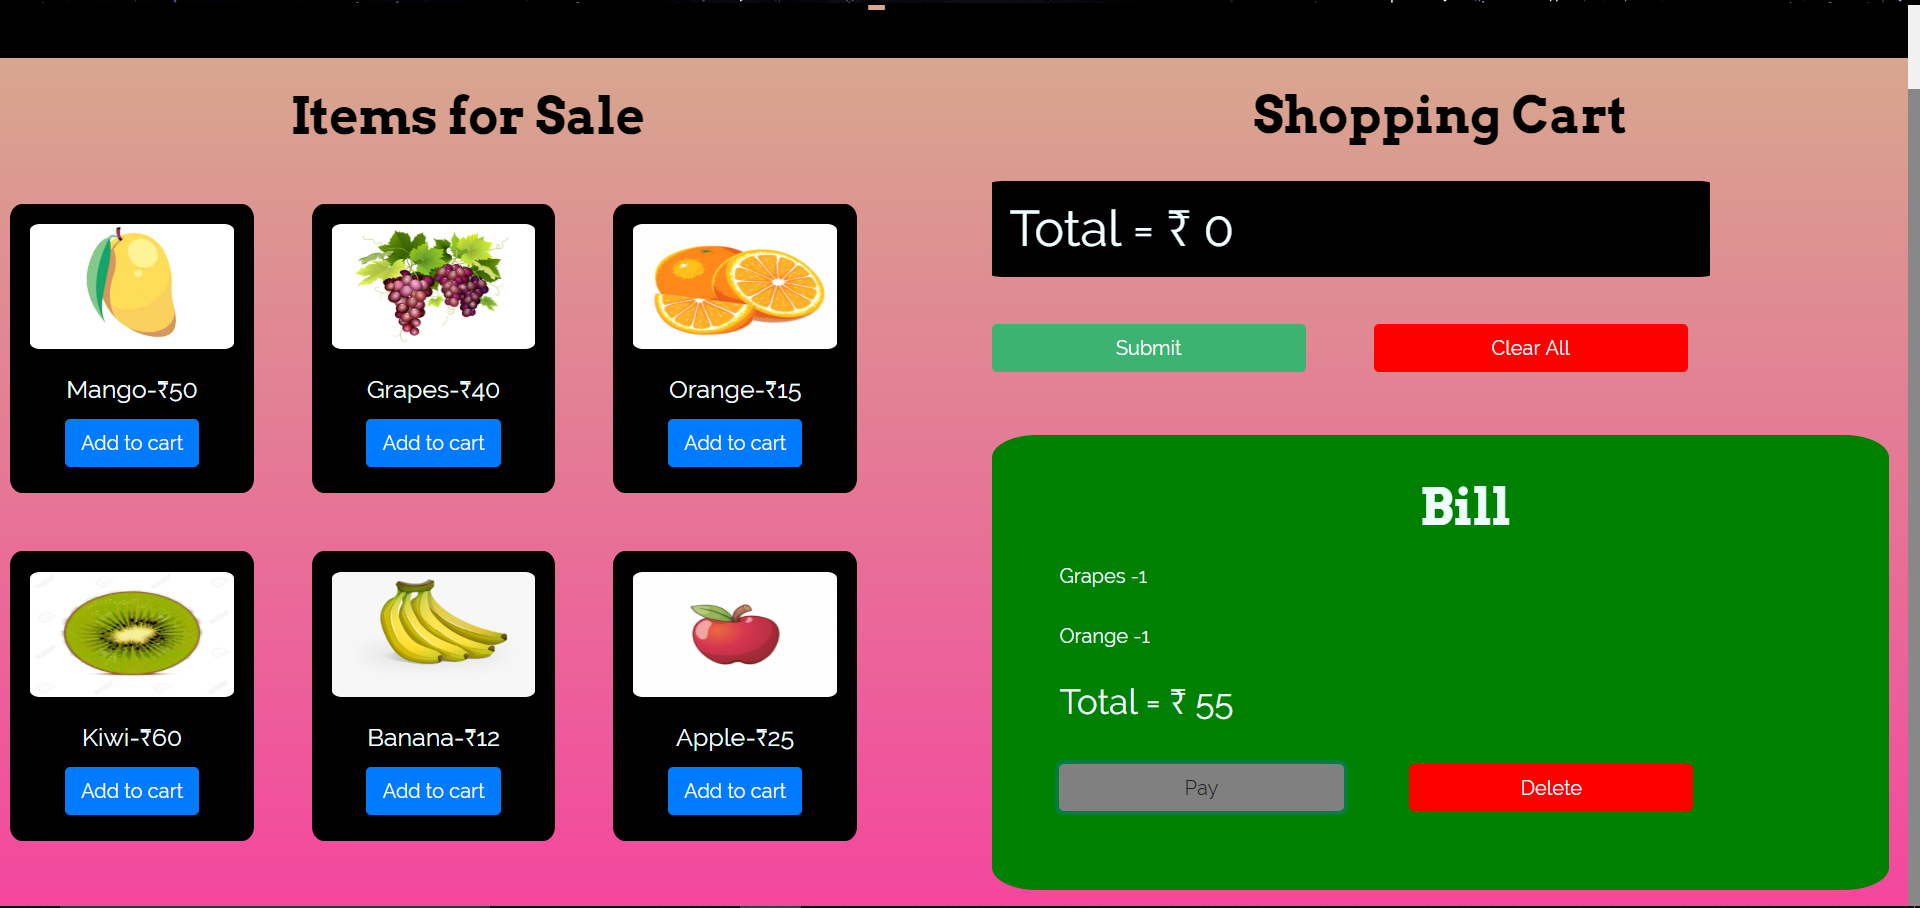 Items for Sale
Mango-₹50
Add to cart
Grapes-₹40
Add to cart
Orange-₹15
Add to cart
Kiwi-₹60
Add to cart
Banana-₹12
Add to cart
Apple-₹25
Add to cart
Shopping Cart
Total = ₹ 0
Submit
Clear All
Bill
Grapes -1
Orange -1
Total = ₹ 55
Pay
Delete